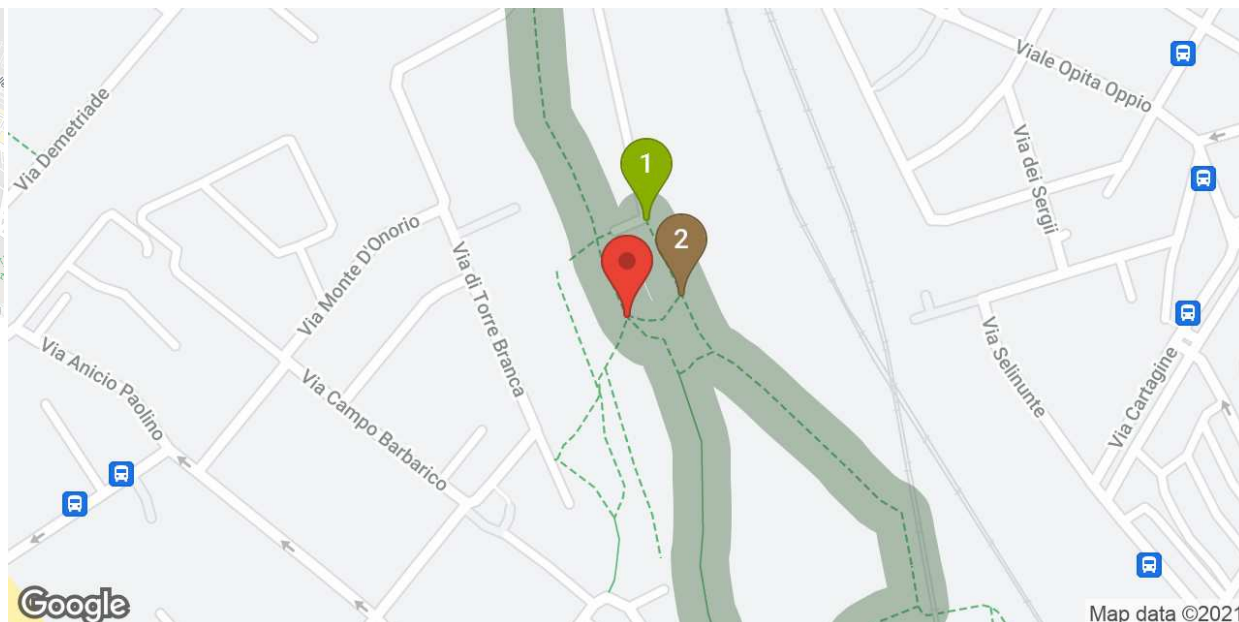 Viale Opita Oppio
Via Demetriade
Via dei Sergii
1
Via Monte D'Onorio
2
Via di Torre Branca
Via Anicio Paolino
Via Campo Barbarico
Via Selinunte
Via Cartagine
Google
Map data ©2021